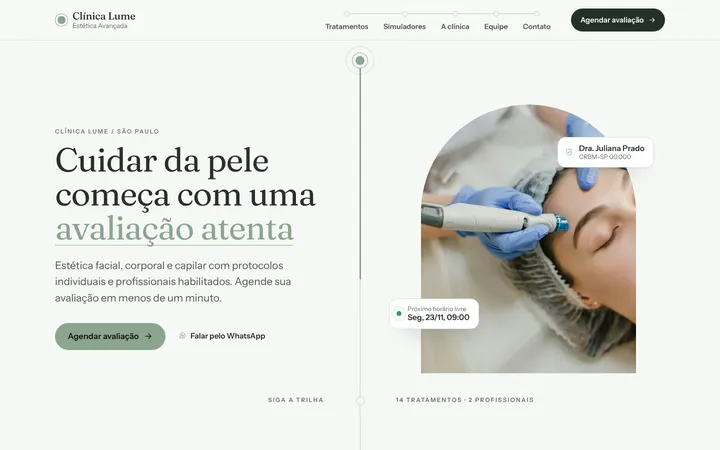 Clínica Lume
Estética Avançada
Tratamentos
Simuladores
A clínica
Equipe
Contato
Agendar avaliação →
CLÍNICA LUME / SÃO PAULO
Cuidar da pele
começa com uma
avaliação atenta
Estética facial, corporal e capilar com protocolos
individuais e profissionais habilitados. Agende sua
avaliação em menos de um minuto.
Agendar avaliação →
Falar pelo WhatsApp
Dra. Juliana Prado
CRBM-SP 00.000
Próximo horário livre
Seg, 23/11, 09:00
SIGA A TRILHA
14 TRATAMENTOS · 2 PROFISSIONAIS